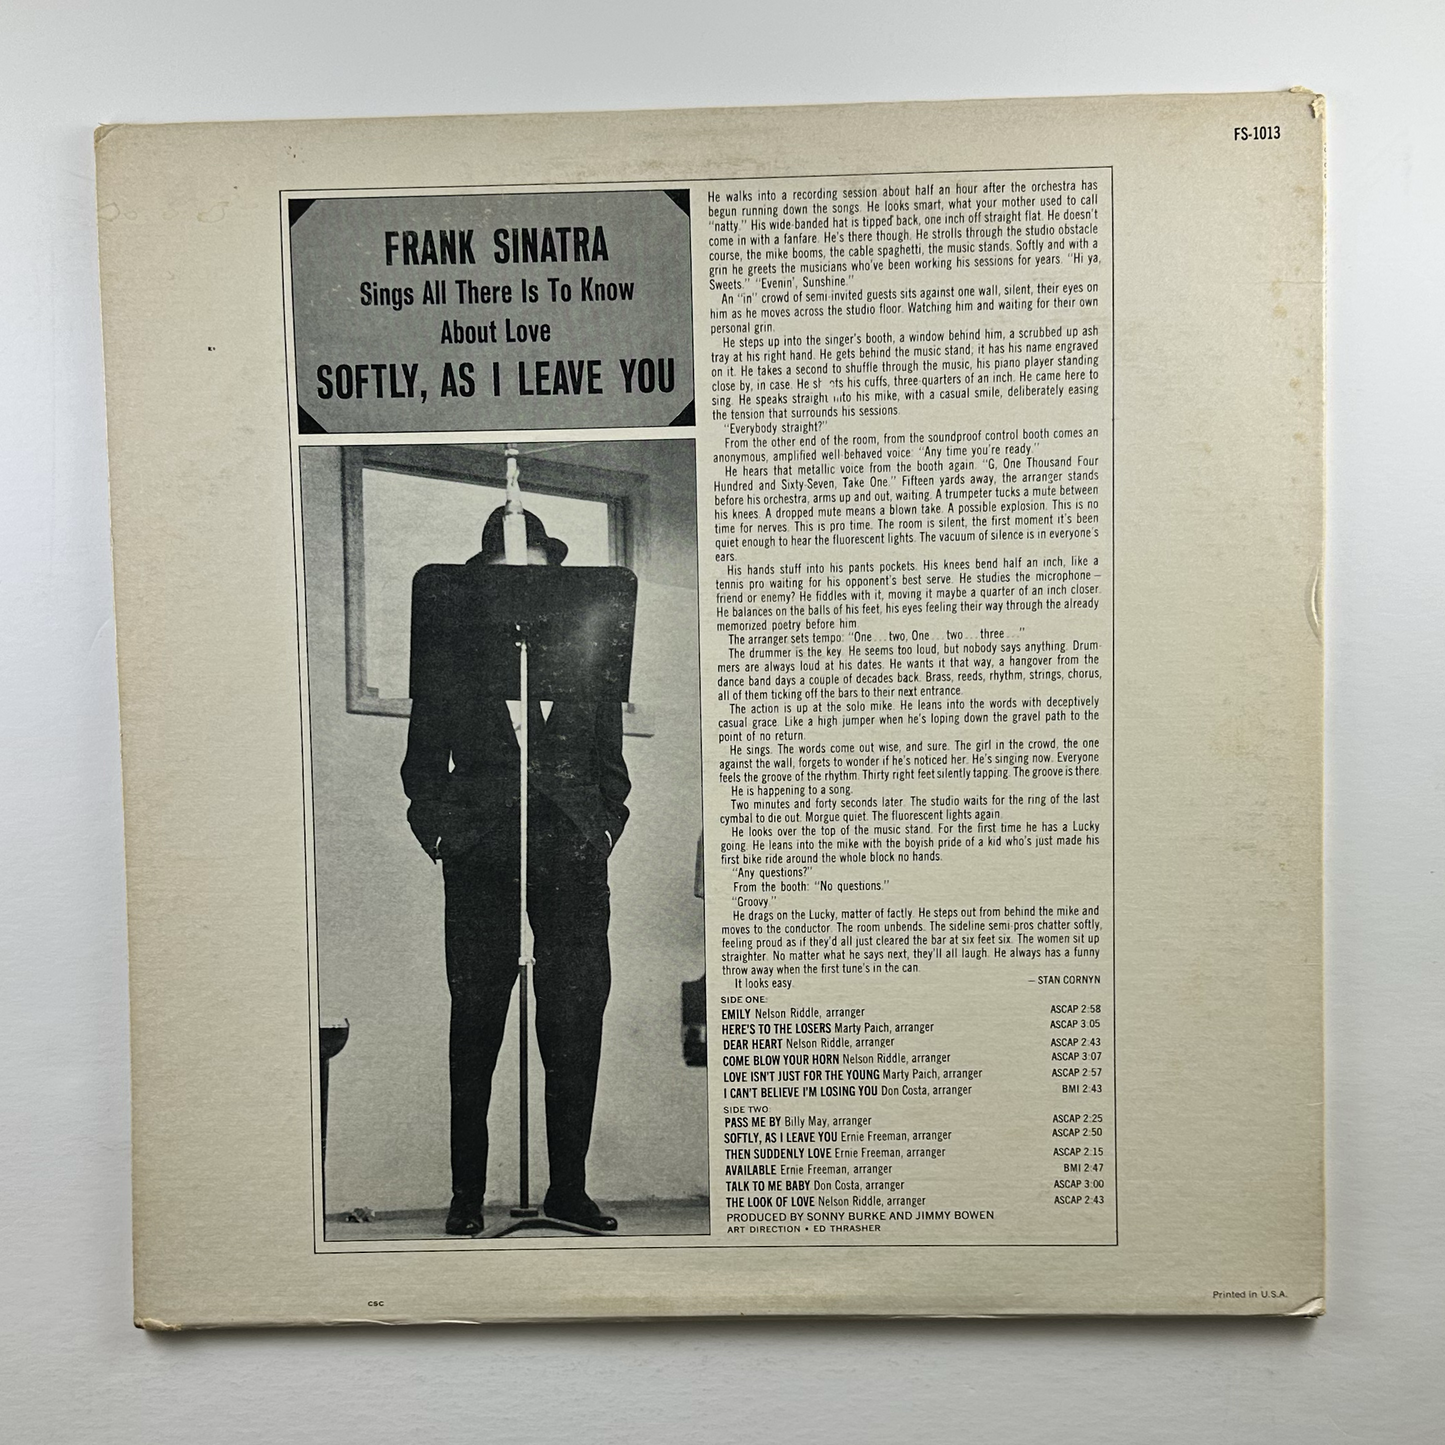 FS-1013
FRANK SINATRA
Sings All There Is To Know
About Love
SOFTLY, AS I LEAVE YOU
He walks into a recording session about half an hour after the orchestra has
begun running down the songs. He looks smart, what your mother used to call
"natty." His wide-banded hat is tipped back, one inch off straight flat. He doesn't
come in with a fanfare. He's there though. He strolls through the studio obstacle
course, the mike booms, the cable spaghetti, the music stands. Softly and with a
grin he greets the musicians who've been working his sessions for years. "Hi ya,
Sweets." "Evenin', Sunshine."
An "in" crowd of semi-invited guests sits against one wall, silent, their eyes on
him as he moves across the studio floor. Watching him and waiting for their own
personal grin.
He steps up into the singer's booth, a window behind him, a scrubbed up ash
tray at his right hand. He gets behind the music stand; it has his name engraved
on it. He takes a second to shuffle through the music, his piano player standing
close by, in case. He his cuffs, three-quarters of an inch. He came here to
sing. He speaks straight into his mike, with a casual smile, deliberately easing
the tension that surrounds his sessions.
"Everybody straight?"
From the other end of the room, from the soundproof control booth comes an
anonymous, amplified well-behaved voice: "Any time you're ready."
He hears that metallic voice from the booth again. "G, One Thousand Four
Hundred and Sixty-Seven, Take One." Fifteen yards away, the arranger stands
before his orchestra, arms up and out, waiting. A trumpeter tucks a mute between
his knees. A dropped mute means a blown take. A possible explosion. This is no
time for nerves. This is pro time. The room is silent, the first moment it's been
quiet enough to hear the fluorescent lights. The vacuum of silence is in everyone's
ears.
His hands stuff into his pants pockets. His knees bend half an inch, like a
tennis pro waiting for his opponent's best serve. He studies the microphone –
friend or enemy? He fiddles with it, moving it maybe a quarter of an inch closer.
He balances on the balls of his feet, his eyes feeling their way through the already
memorized poetry before him.
The arranger sets tempo: "One...two, One...two...three..."
The drummer is the key. He seems too loud, but nobody says anything. Drum-
mers are always loud at his dates. He wants it that way, a hangover from the
dance band days a couple of decades back. Brass, reeds, rhythm, strings, chorus,
all of them ticking off the bars to their next entrance.
The action is up at the solo mike. He leans into the words with deceptively
casual grace. Like a high jumper when he's loping down the gravel path to the
point of no return.
He sings. The words come out wise, and sure. The girl in the crowd, the one
against the wall, forgets to wonder if he's noticed her. He's singing now. Everyone
feels the groove of the rhythm. Thirty right feet silently tapping. The groove is there.
He is happening to a song.
Two minutes and forty seconds later. The studio waits for the ring of the last
cymbal to die out. Morgue quiet. The fluorescent lights again.
He looks over the top of the music stand. For the first time he has a Lucky
going. He leans into the mike with the boyish pride of a kid who's just made his
first bike ride around the whole block no hands.
"Any questions?"
From the booth: "No questions."
"Groovy."
He drags on the Lucky, matter of factly. He steps out from behind the mike and
moves to the conductor. The room unbends. The sideline semi-pros chatter softly,
feeling proud as if they'd all just cleared the bar at six feet six. The women sit up
straighter. No matter what he says next, they'll all laugh. He always has a funny
throw away when the first tune's in the can.
It looks easy. – STAN CORNYN
SIDE ONE:
EMILY Nelson Riddle, arranger ASCAP 2:58
HERE'S TO THE LOSERS Marty Paich, arranger ASCAP 3:05
DEAR HEART Nelson Riddle, arranger ASCAP 2:43
COME BLOW YOUR HORN Nelson Riddle, arranger ASCAP 3:07
LOVE ISN'T JUST FOR THE YOUNG Marty Paich, arranger ASCAP 2:57
I CAN'T BELIEVE I'M LOSING YOU Don Costa, arranger BMI 2:43
SIDE TWO:
PASS ME BY Billy May, arranger ASCAP 2:25
SOFTLY, AS I LEAVE YOU Ernie Freeman, arranger ASCAP 2:50
THEN SUDDENLY LOVE Ernie Freeman, arranger ASCAP 2:15
AVAILABLE Ernie Freeman, arranger BMI 2:47
TALK TO ME BABY Don Costa, arranger ASCAP 3:00
THE LOOK OF LOVE Nelson Riddle, arranger ASCAP 2:43
PRODUCED BY SONNY BURKE AND JIMMY BOWEN
ART DIRECTION • ED THRASHER
CSC
Printed in U.S.A.